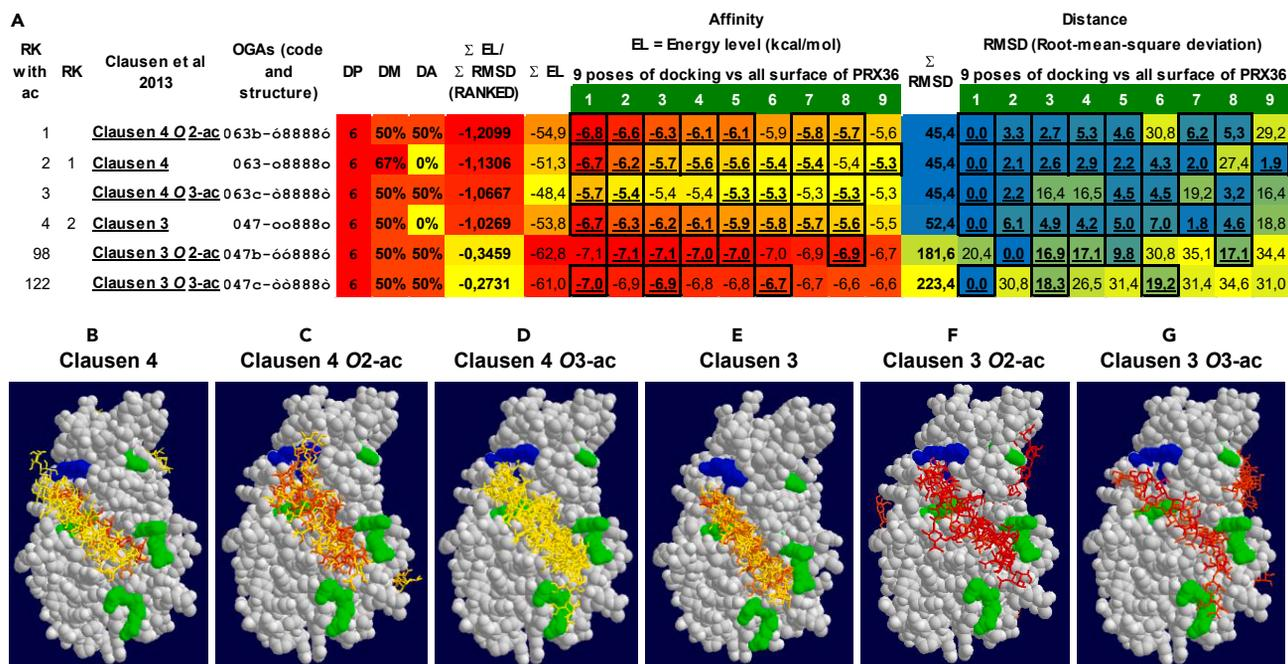 A
Affinity
Distance
RK with ac
RK
Clausen et al 2013
OGAs (code and structure)
DP
DM
DA
Σ EL/ Σ RMSD (RANKED)
Σ EL
EL = Energy level (kcal/mol)
9 poses of docking vs all surface of PRX36
Σ RMSD
RMSD (Root-mean-square deviation)
9 poses of docking vs all surface of PRX36
1 2 3 4 5 6 7 8 9
1 2 3 4 5 6 7 8 9
1 Clausen 4 O 2-ac 063b-ó8888ó 6 50% 50% -1,2099 -54,9 -6,8 -6,6 -6,3 -6,1 -6,1 -5,9 -5,8 -5,7 -5,6 45,4 0,0 3,3 2,7 5,3 4,6 30,8 6,2 5,3 29,2
2 1 Clausen 4 063-o8888o 6 67% 0% -1,1306 -51,3 -6,7 -6,2 -5,7 -5,6 -5,6 -5,4 -5,4 -5,4 -5,3 45,4 0,0 2,1 2,6 2,9 2,2 4,3 2,0 27,4 1,9
3 Clausen 4 O 3-ac 063c-ò8888ò 6 50% 50% -1,0667 -48,4 -5,7 -5,4 -5,4 -5,4 -5,3 -5,3 -5,3 -5,3 -5,3 45,4 0,0 2,2 16,4 16,5 4,5 4,5 19,2 3,2 16,4
4 2 Clausen 3 047-oo888o 6 50% 0% -1,0269 -53,8 -6,7 -6,3 -6,2 -6,1 -5,9 -5,8 -5,7 -5,6 -5,5 52,4 0,0 6,1 4,9 4,2 5,0 7,0 1,8 4,6 18,8
98 Clausen 3 O 2-ac 047b-óó888ó 6 50% 50% -0,3459 -62,8 -7,1 -7,1 -7,1 -7,0 -7,0 -7,0 -6,9 -6,9 -6,7 181,6 20,4 0,0 16,9 17,1 9,8 30,8 35,1 17,1 34,4
122 Clausen 3 O 3-ac 047c-òò888ò 6 50% 50% -0,2731 -61,0 -7,0 -6,9 -6,9 -6,8 -6,8 -6,7 -6,7 -6,6 -6,6 223,4 0,0 30,8 18,3 26,5 31,4 19,2 31,4 34,6 31,0
B
Clausen 4
C
Clausen 4 O2-ac
D
Clausen 4 O3-ac
E
Clausen 3
F
Clausen 3 O2-ac
G
Clausen 3 O3-ac